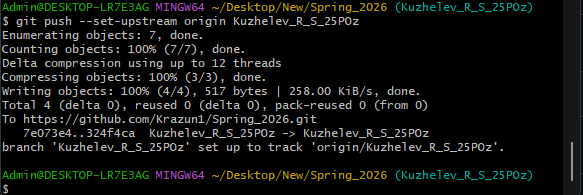 Admin@DESKTOP-LR7E3AG MINGW64 ~/Desktop/New/Spring_2026 (Kuzhelev_R_S_25POz)
$ git push --set-upstream origin Kuzhelev_R_S_25POz
Enumerating objects: 7, done.
Counting objects: 100% (7/7), done.
Delta compression using up to 12 threads
Compressing objects: 100% (3/3), done.
Writing objects: 100% (4/4), 517 bytes | 258.00 KiB/s, done.
Total 4 (delta 0), reused 0 (delta 0), pack-reused 0 (from 0)
To https://github.com/Krazun1/Spring_2026.git
   7e073e4..324f4ca  Kuzhelev_R_S_25POz -> Kuzhelev_R_S_25POz
branch 'Kuzhelev_R_S_25POz' set up to track 'origin/Kuzhelev_R_S_25POz'.
Admin@DESKTOP-LR7E3AG MINGW64 ~/Desktop/New/Spring_2026 (Kuzhelev_R_S_25POz)
$